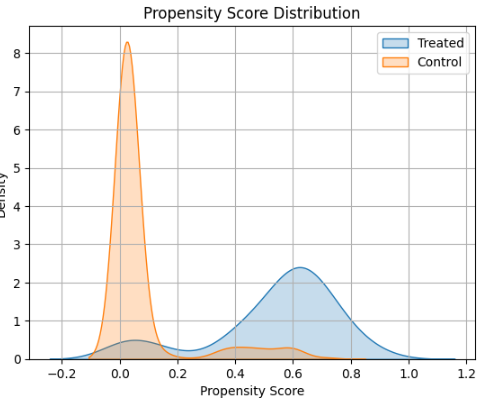 Propensity Score Distribution
Treated
Control
8
7
6
5
4
3
2
1
0
Density
−0.2 0.0 0.2 0.4 0.6 0.8 1.0 1.2
Propensity Score